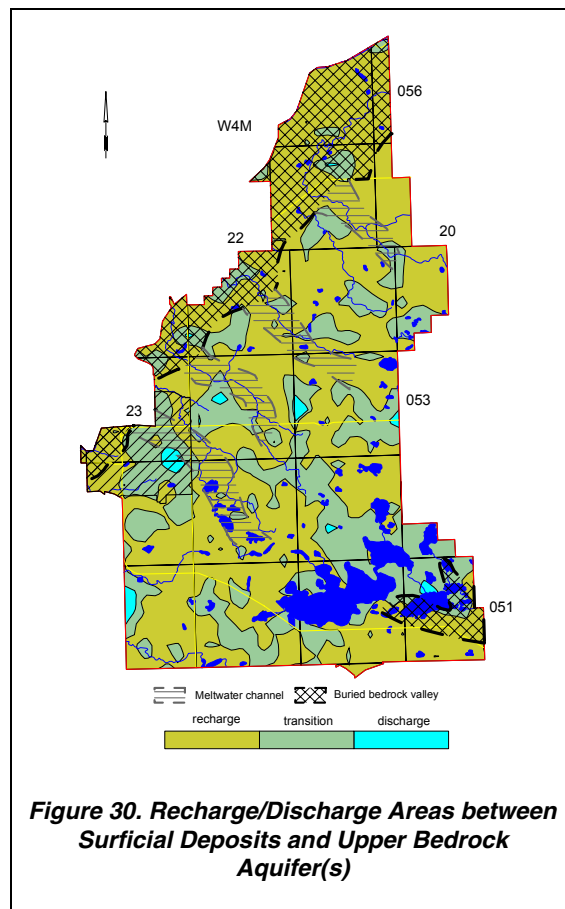 056
W4M
20
22
053
23
051
Meltwater channel Buried bedrock valley
recharge transition discharge
Figure 30. Recharge/Discharge Areas between
Surficial Deposits and Upper Bedrock
Aquifer(s)